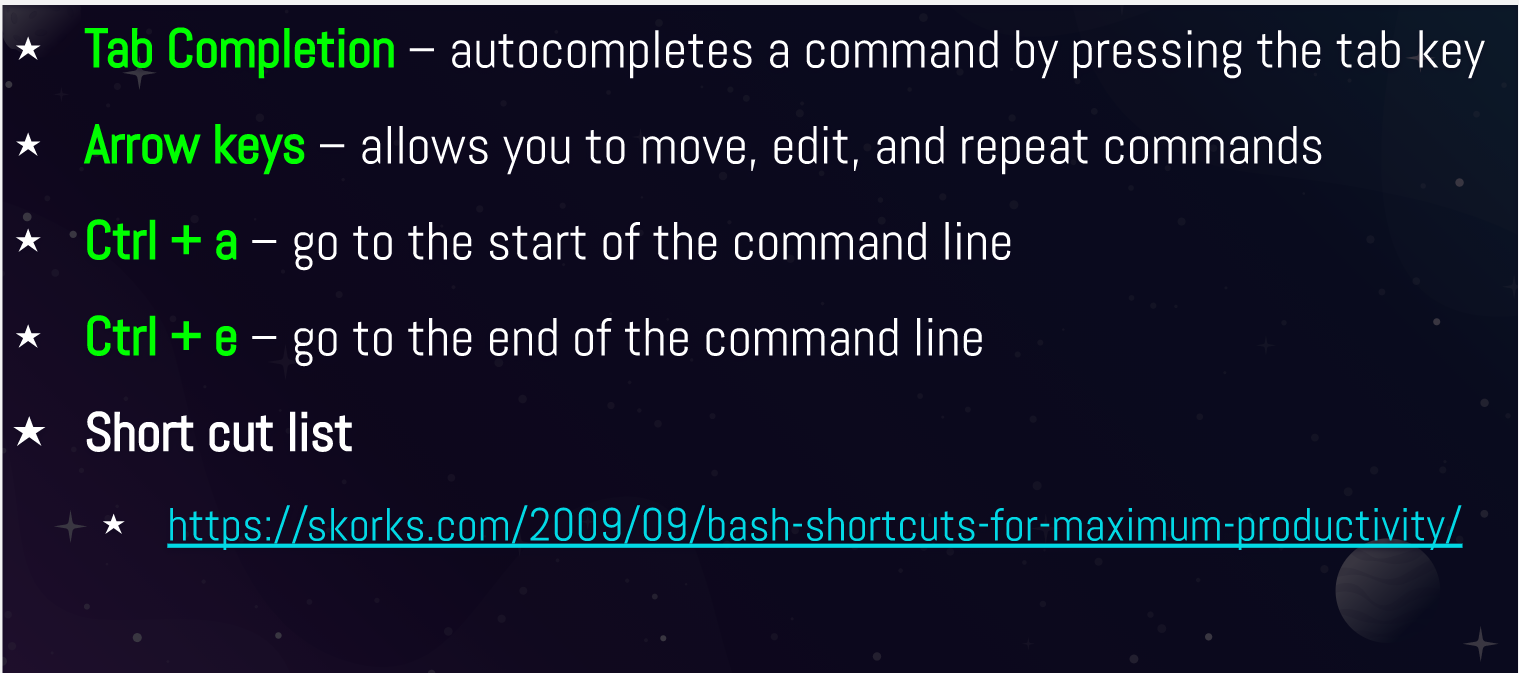 Tab Completion – autocompletes a command by pressing the tab key
Arrow keys – allows you to move, edit, and repeat commands
Ctrl + a – go to the start of the command line
Ctrl + e – go to the end of the command line
Short cut list
https://skorks.com/2009/09/bash-shortcuts-for-maximum-productivity/